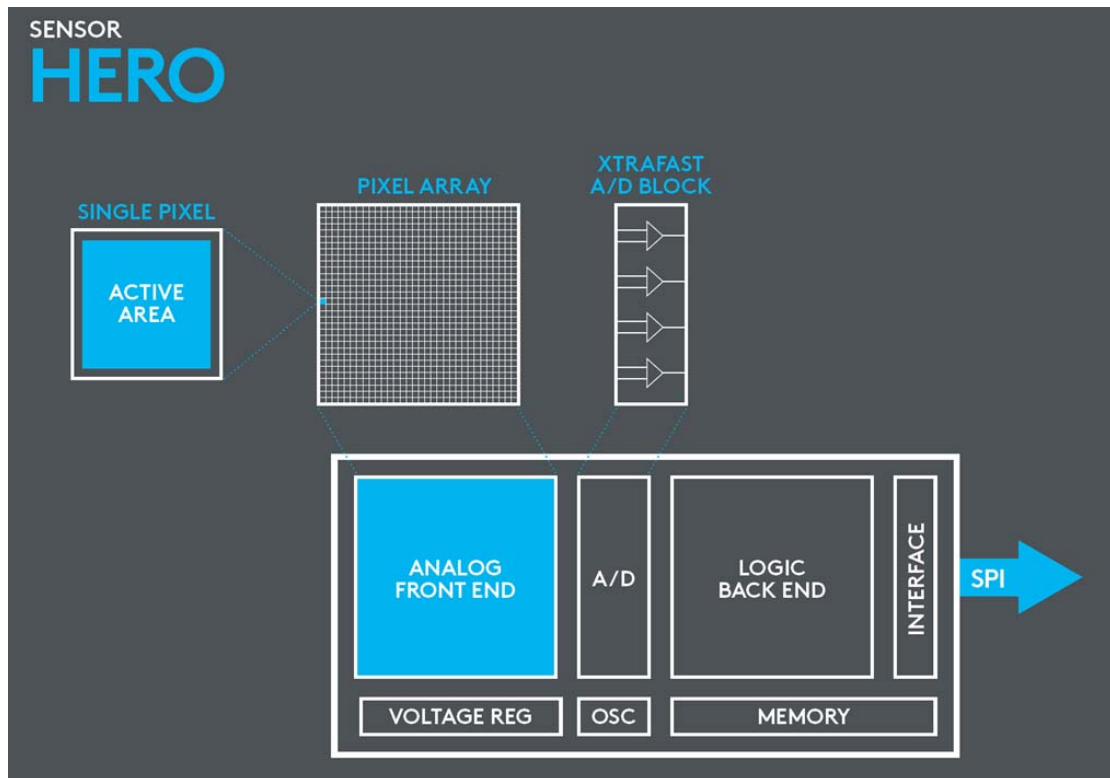 SENSOR
HERO
SINGLE PIXEL
ACTIVE
AREA
PIXEL ARRAY
XTRAFAST
A/D BLOCK
ANALOG
FRONT END
A/D
LOGIC
BACK END
INTERFACE
SPI
VOLTAGE REG
OSC
MEMORY